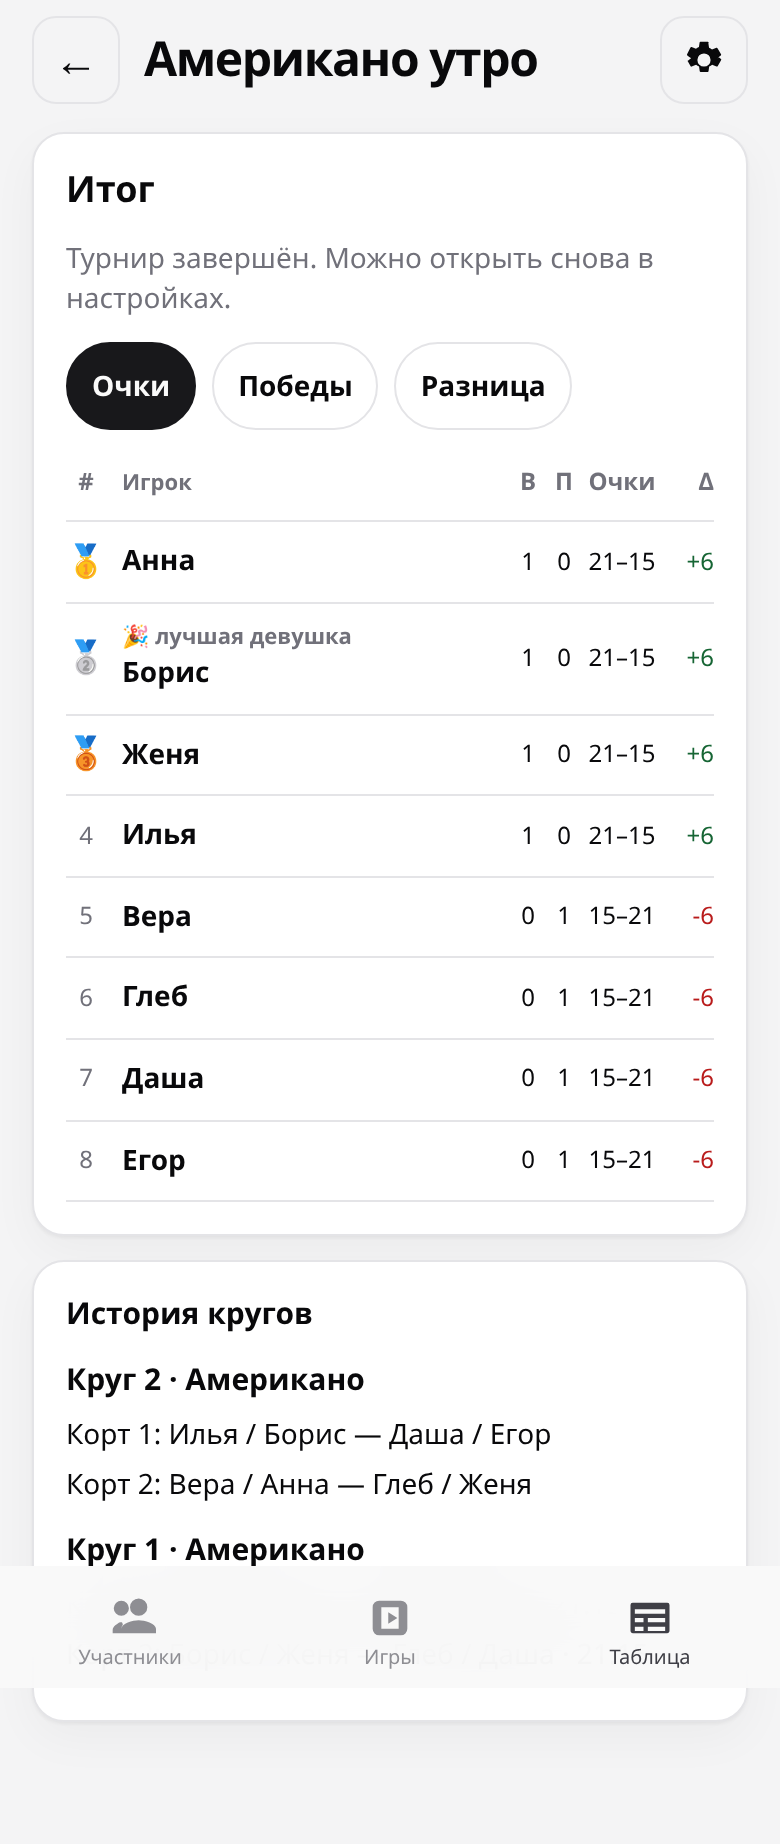 Американо утро
Итог
Турнир завершён. Можно открыть снова в
настройках.
Очки Победы Разница
# Игрок В П Очки Δ
Анна 1 0 21–15 +6
лучшая девушка
2 Борис 1 0 21–15 +6
3 Женя 1 0 21–15 +6
4 Илья 1 0 21–15 +6
5 Вера 0 1 15–21 -6
6 Глеб 0 1 15–21 -6
7 Даша 0 1 15–21 -6
8 Егор 0 1 15–21 -6
История кругов
Круг 2 · Американо
Корт 1: Илья / Борис — Даша / Егор
Корт 2: Вера / Анна — Глеб / Женя
Круг 1 · Американо
Участники Игры Таблица